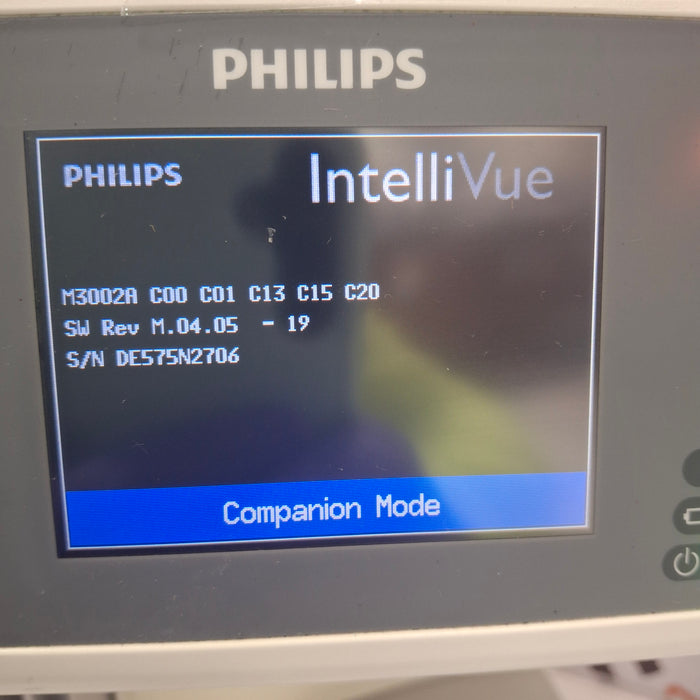 PHILIPS
PHILIPS IntelliVue
M3002A C00 C01 C13 C15 C20
SW Rev M.04.05 - 19
S/N DE575N2706
Companion Mode